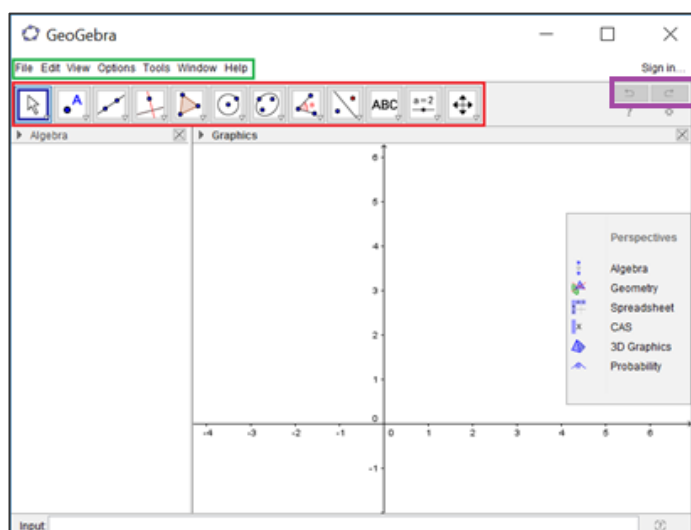 GeoGebra
File Edit View Options Tools Window Help
Sign in...
A
ABC
a=2
?
Algebra
Graphics
6
5
4
3
2
1
0
-4 -3 -2 -1 0 1 2 3 4 5 6
-1
Perspectives
Algebra
Geometry
Spreadsheet
x CAS
3D Graphics
Probability
Input